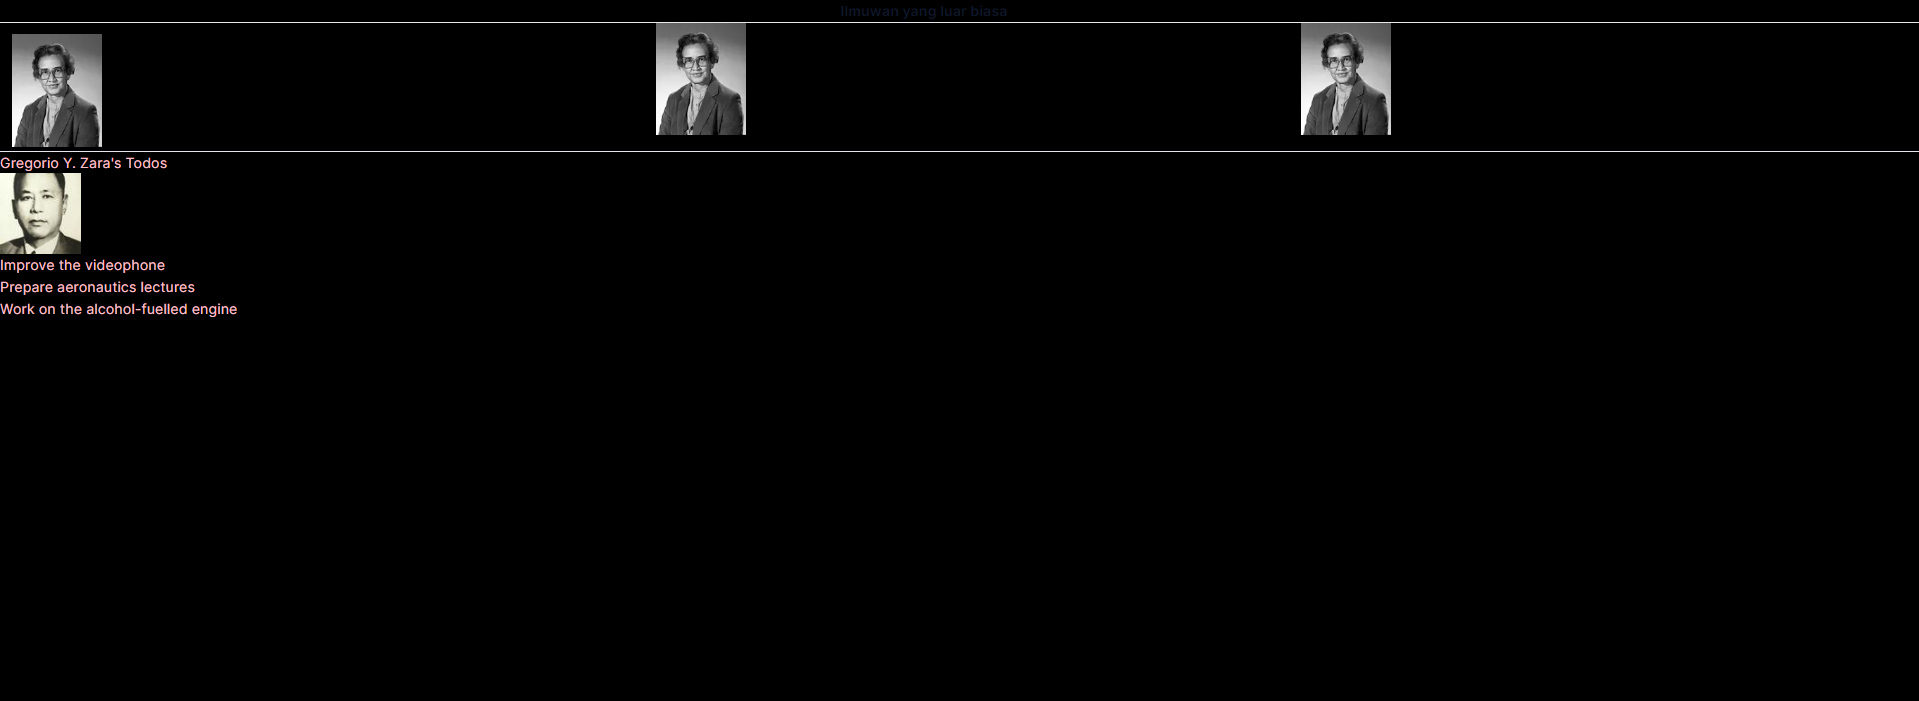 Ilmuwan yang luar biasa
Gregorio Y. Zara's Todos
Improve the videophone
Prepare aeronautics lectures
Work on the alcohol-fuelled engine